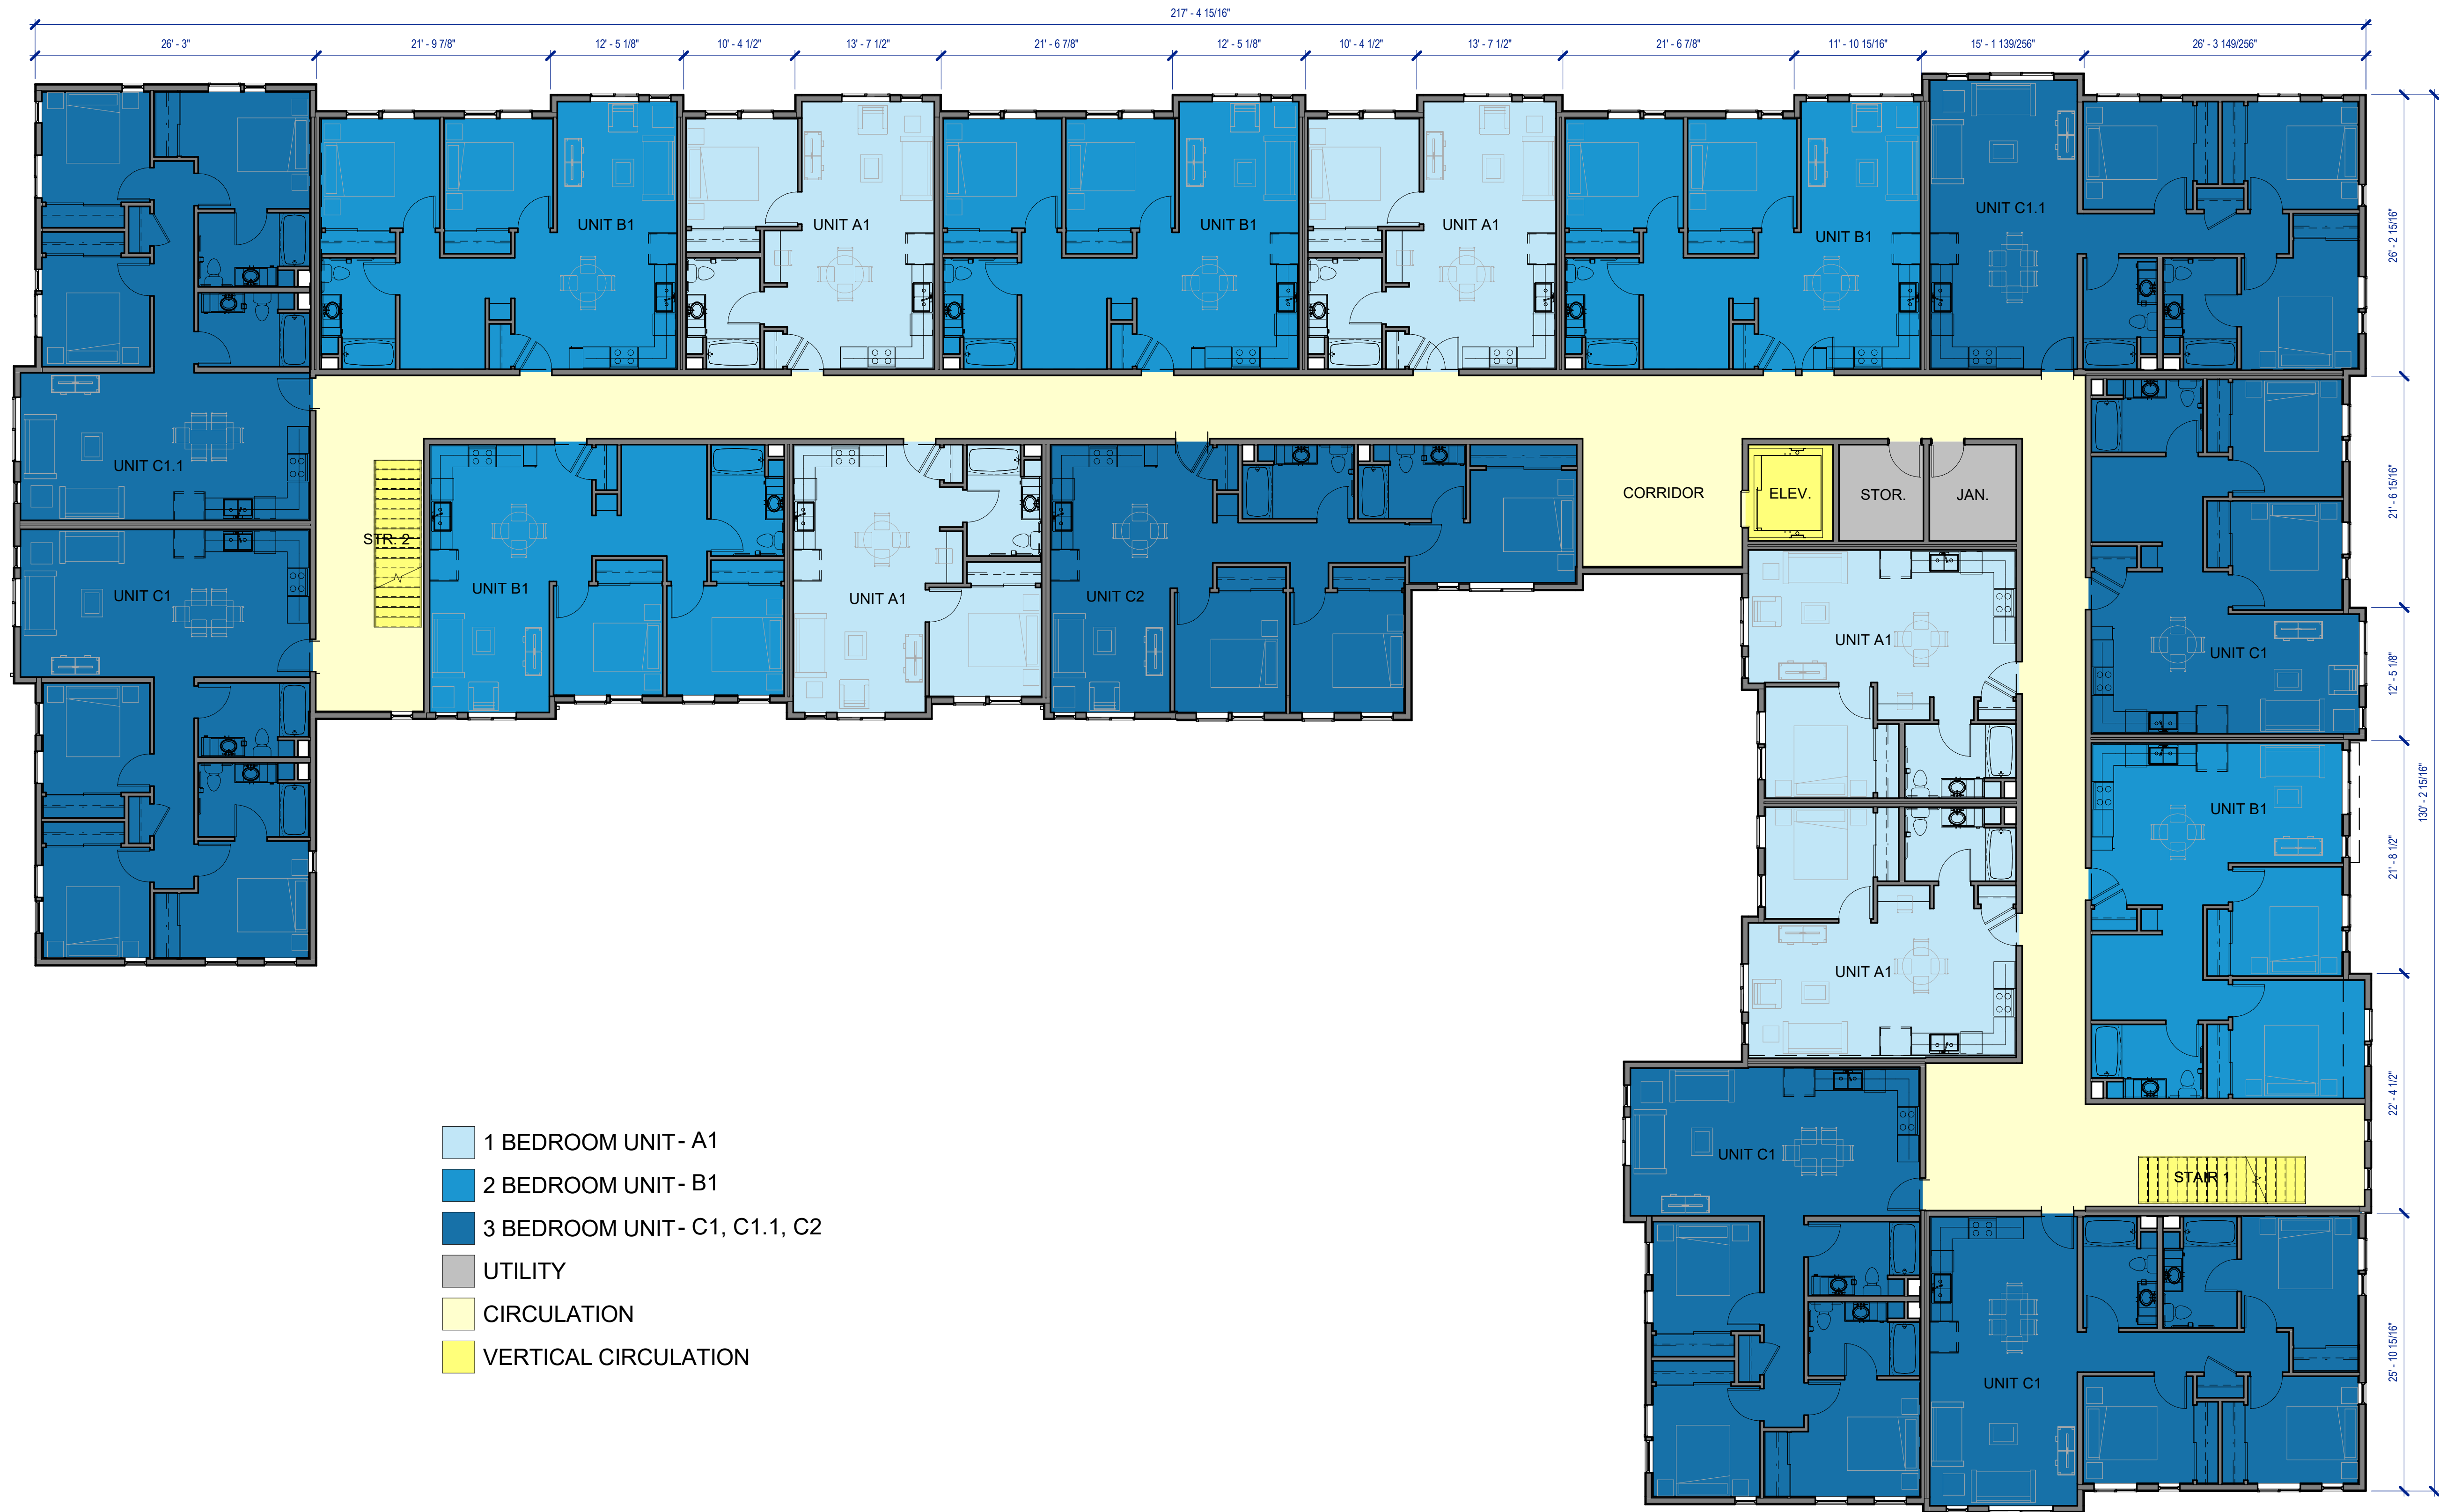 217' - 4 15/16"
26' - 3"
21' - 9 7/8"
12' - 5 1/8"
10' - 4 1/2"
13' - 7 1/2"
21' - 6 7/8"
12' - 5 1/8"
10' - 4 1/2"
13' - 7 1/2"
21' - 6 7/8"
11' - 10 15/16"
15' - 1 139/256"
26' - 3 149/256"
UNIT B1
UNIT A1
UNIT B1
UNIT A1
UNIT B1
UNIT C1.1
26' - 2 15/16"
UNIT C1.1
CORRIDOR
ELEV.
STOR.
JAN.
21' - 6 15/16"
STR. 2
UNIT C1
UNIT B1
UNIT A1
UNIT C2
UNIT A1
UNIT C1
12' - 5 1/8"
130' - 2 15/16"
UNIT B1
21' - 8 1/2"
UNIT A1
22' - 4 1/2"
UNIT C1
STAIR 1
1 BEDROOM UNIT - A1
2 BEDROOM UNIT - B1
3 BEDROOM UNIT - C1, C1.1, C2
UTILITY
CIRCULATION
VERTICAL CIRCULATION
UNIT C1
25' - 10 15/16"